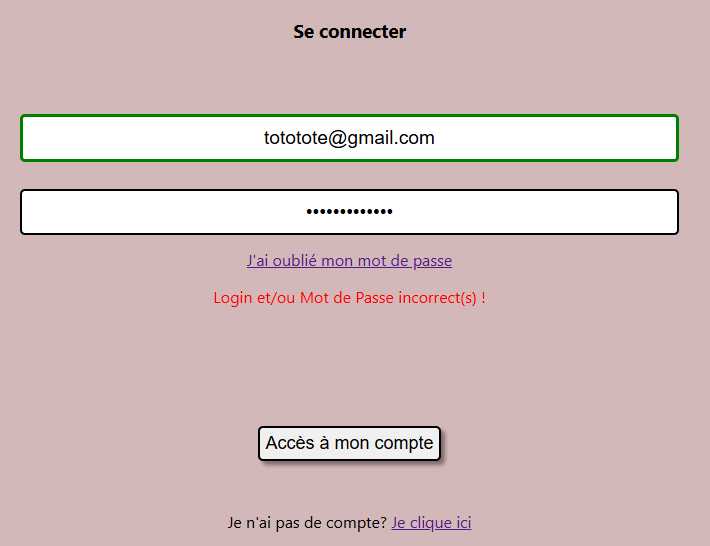 Se connecter
tototote@gmail.com
•••••••••••••
J'ai oublié mon mot de passe
Login et/ou Mot de Passe incorrect(s) !
Accès à mon compte
Je n'ai pas de compte? Je clique ici